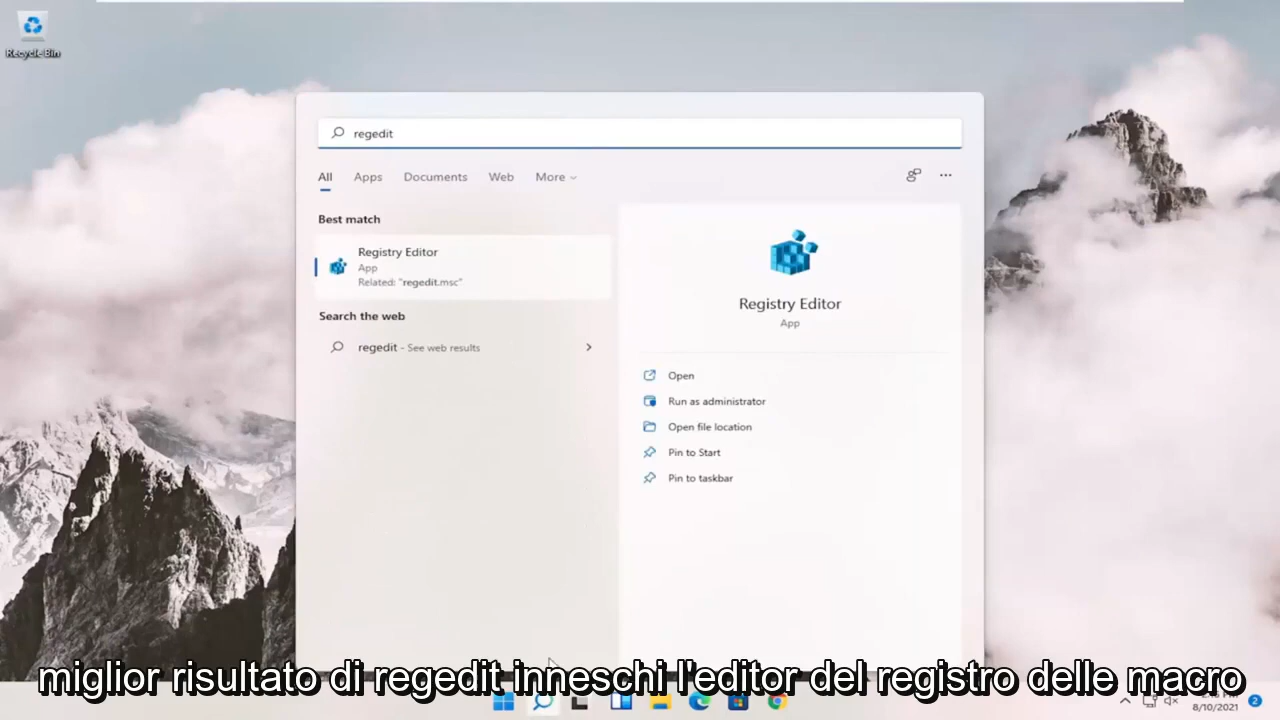 Recycle Bin
regedit
All Apps Documents Web More
Best match
Registry Editor
App
Related: "regedit.msc"
Search the web
regedit - See web results
Registry Editor
App
Open
Run as administrator
Open file location
Pin to Start
Pin to taskbar
miglior risultato di regedit inneschi l'editor del registro delle macro
8/10/2021
2